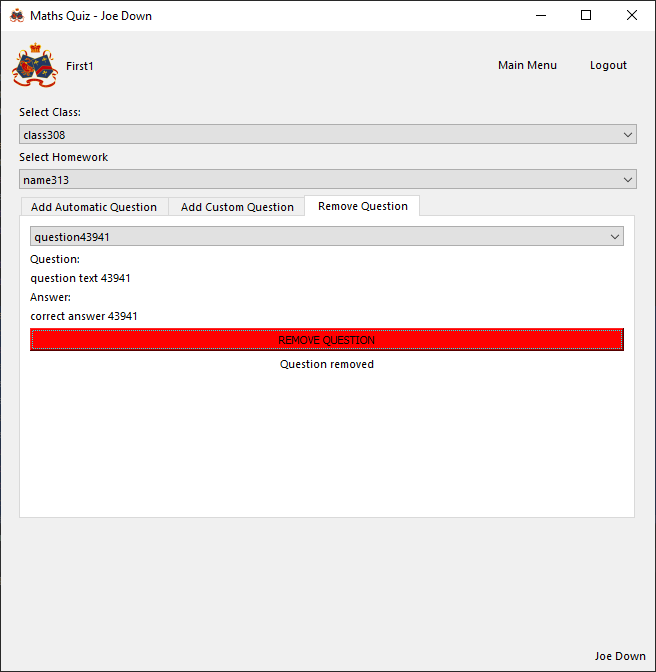 Maths Quiz - Joe Down
First1
Main Menu
Logout
Select Class:
class308
Select Homework
name313
Add Automatic Question
Add Custom Question
Remove Question
question43941
Question:
question text 43941
Answer:
correct answer 43941
REMOVE QUESTION
Question removed
Joe Down